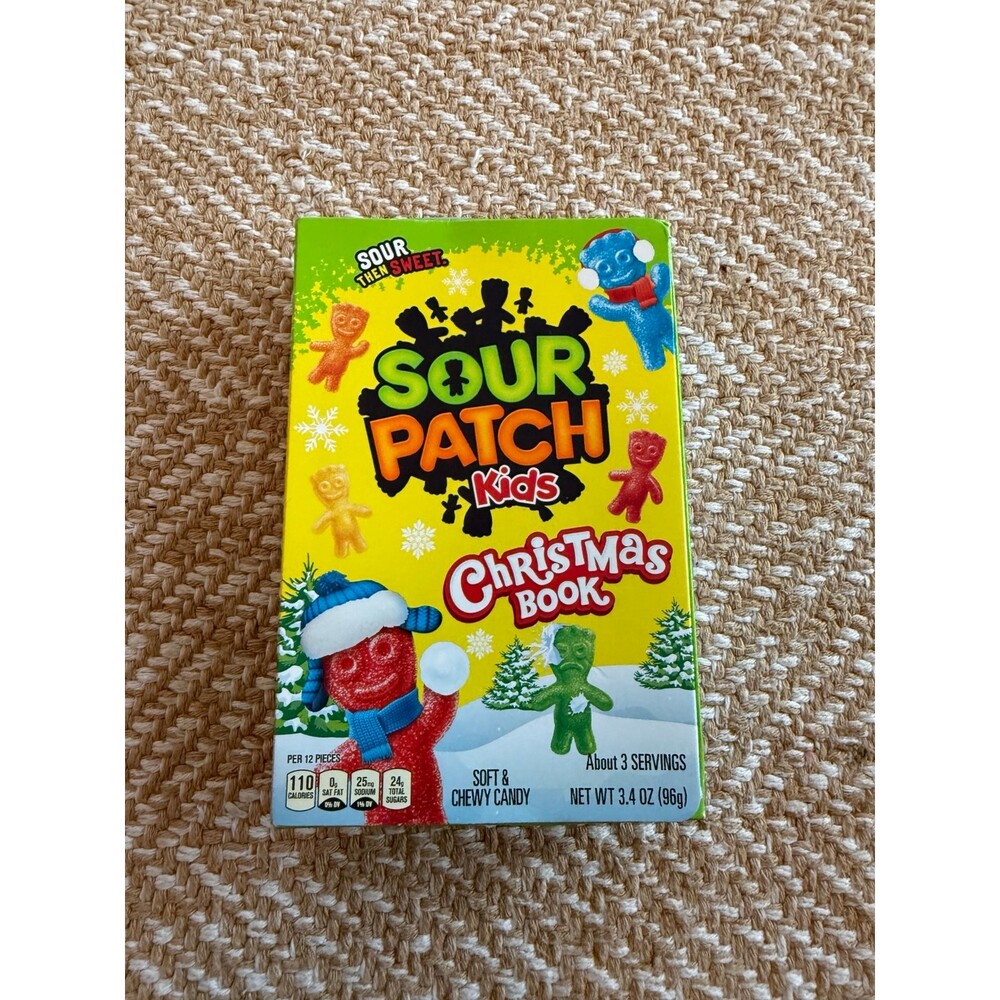 SOUR
THEN SWEET.
SOUR
PATCH
Kids
CHRISTMAS
BOOK
PER 12 PIECES
110
CALORIES
0g
SAT FAT
0% DV
25mg
SODIUM
1% DV
24g
TOTAL
SUGARS
SOFT &
CHEWY CANDY
About 3 SERVINGS
NET WT 3.4 OZ (96g)